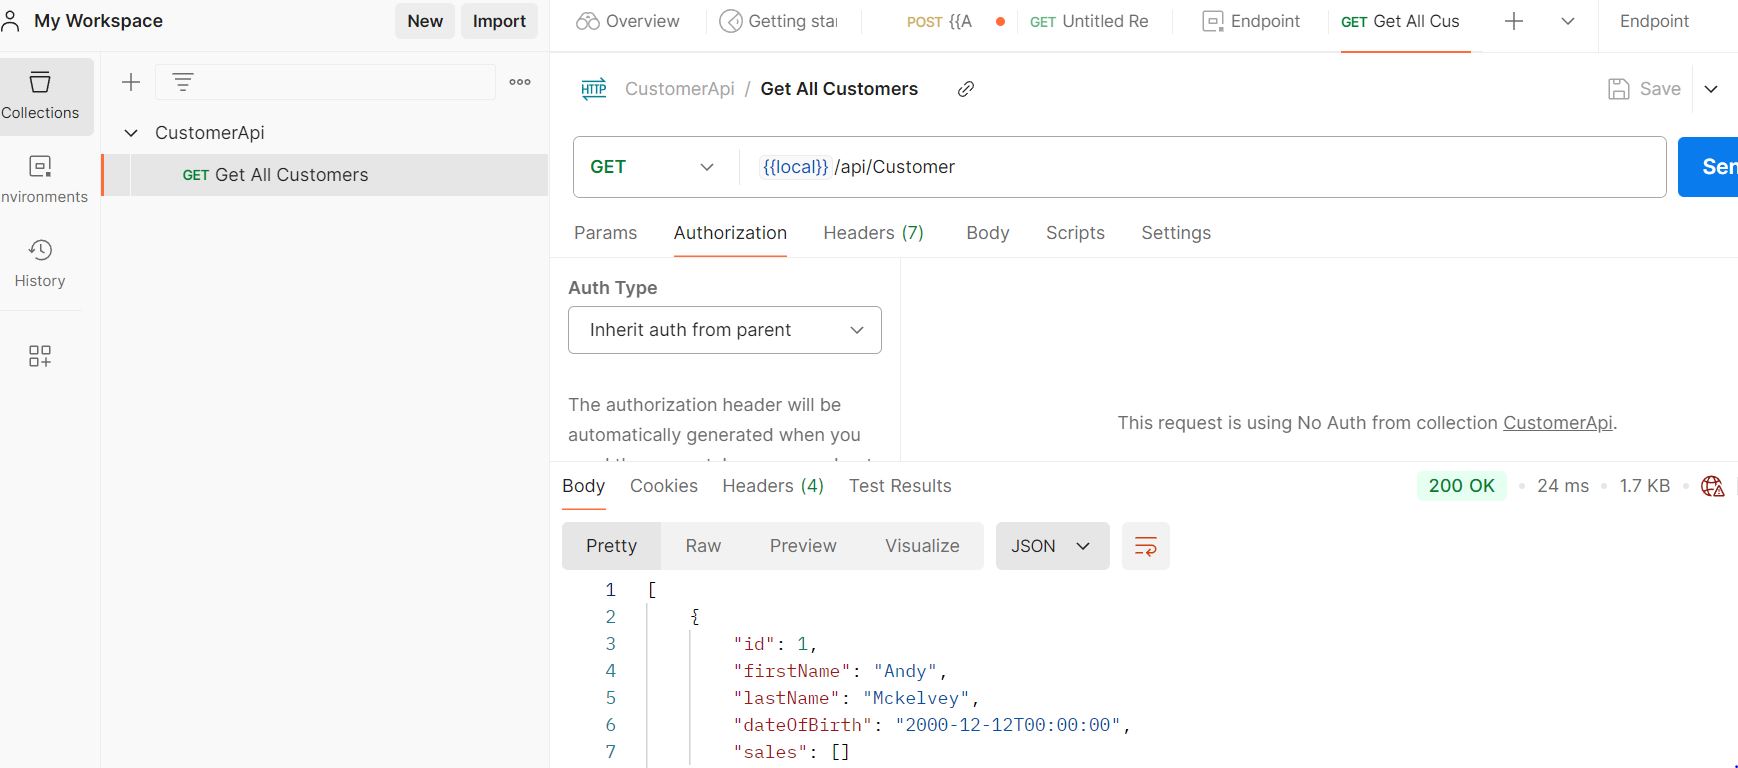 My Workspace
New
Import
Overview
Getting sta
POST {{A
GET Untitled Re
Endpoint
GET Get All Cus
Endpoint
Collections
nvironments
History
CustomerApi
GET Get All Customers
HTTP CustomerApi / Get All Customers
Save
GET
{{local}} /api/Customer
Sen
Params
Authorization
Headers (7)
Body
Scripts
Settings
Auth Type
Inherit auth from parent
The authorization header will be
automatically generated when you
This request is using No Auth from collection CustomerApi.
Body
Cookies
Headers (4)
Test Results
200 OK
24 ms
1.7 KB
Pretty
Raw
Preview
Visualize
JSON
1 [
2 {
3 "id": 1,
4 "firstName": "Andy",
5 "lastName": "Mckelvey",
6 "dateOfBirth": "2000-12-12T00:00:00",
7 "sales": []